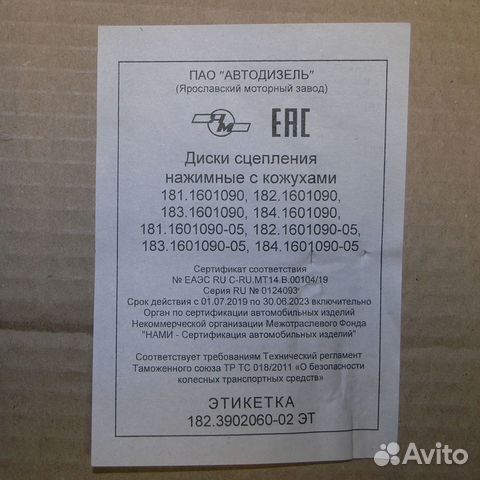 ПАО "АВТОДИЗЕЛЬ"
(Ярославский моторный завод)
ЯМ EAC
Диски сцепления
нажимные с кожухами
181.1601090, 182.1601090,
183.1601090, 184.1601090,
181.1601090-05, 182.1601090-05,
183.1601090-05, 184.1601090-05
Сертификат соответствия
№ ЕАЭС RU C-RU.MT14.B.00104/19
Серия RU № 0124093
Срок действия с 01.07.2019 по 30.06.2023 включительно
Орган по сертификации автомобильных изделий
Некоммерческой организации Межотраслевого Фонда
"НАМИ - Сертификация автомобильных изделий"
Соответствует требованиям Технический регламент
Таможенного союза ТР ТС 018/2011 «О безопасности
колесных транспортных средств»
ЭТИКЕТКА
182.3902060-02 ЭТ
Avito